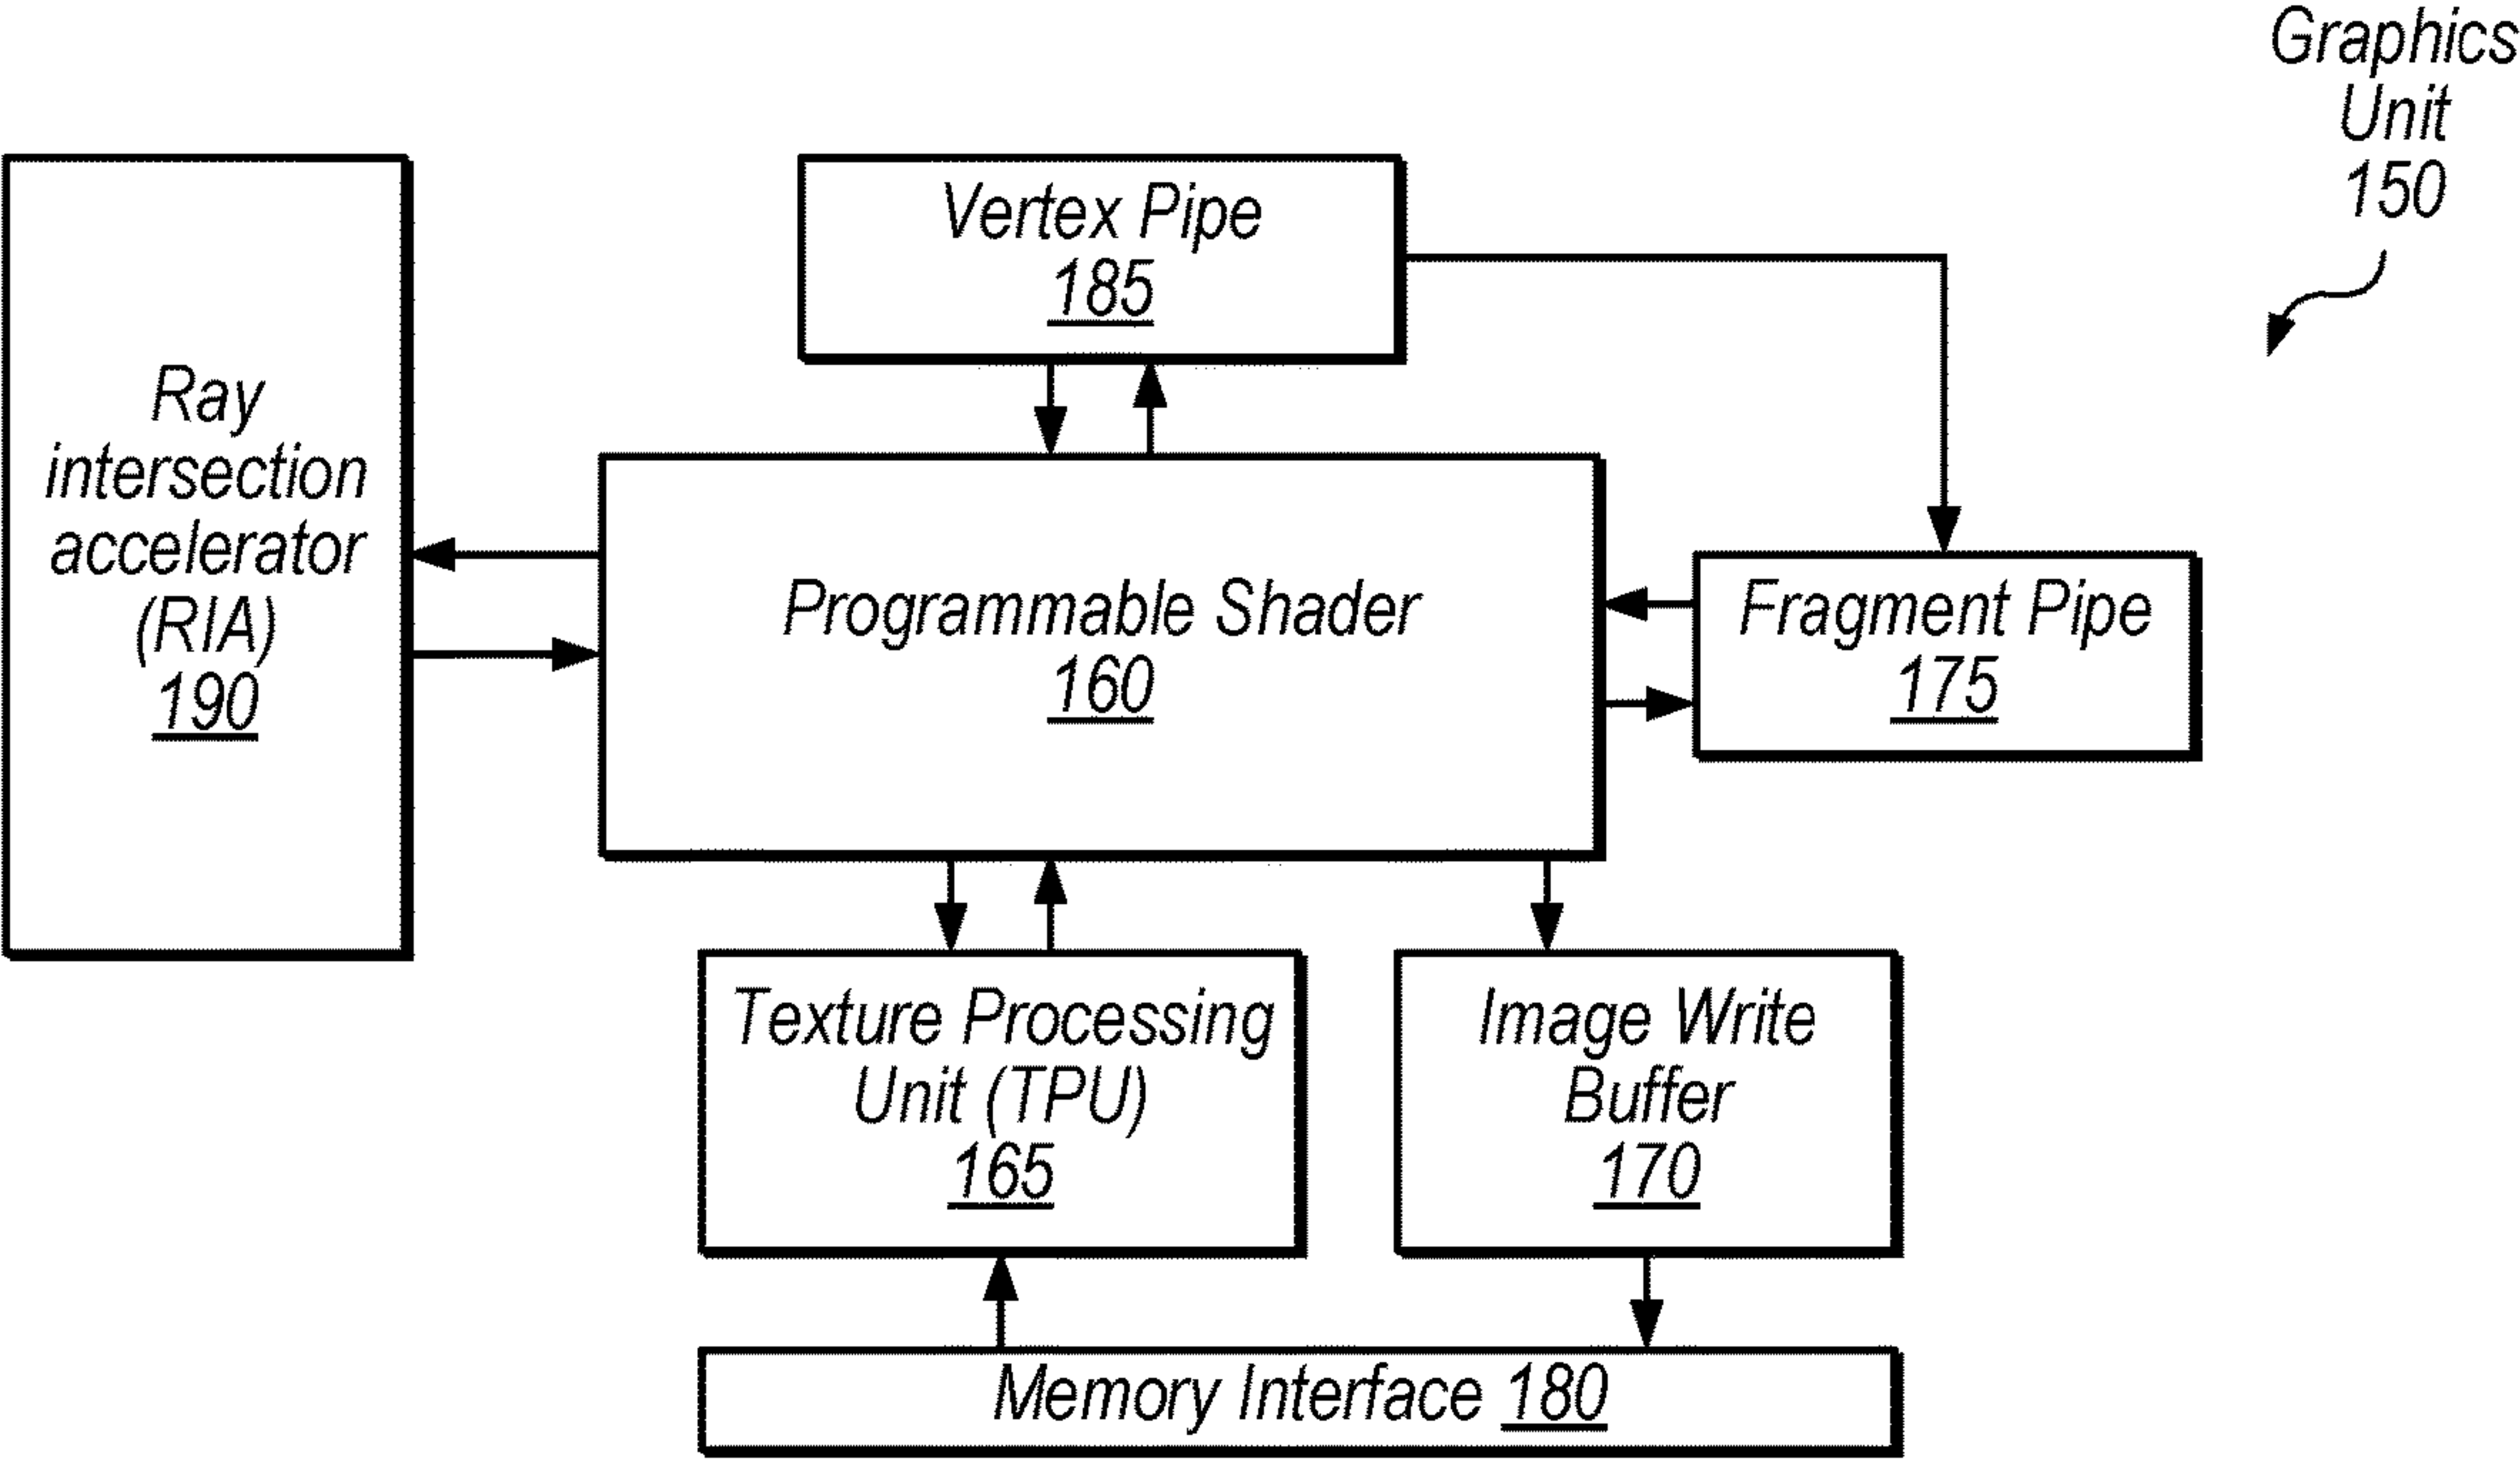 Graphics
Unit
150
Vertex Pipe
185
Ray
intersection
accelerator
(RIA)
190
Programmable Shader
160
Fragment Pipe
175
Texture Processing
Unit (TPU)
165
Image Write
Buffer
170
Memory Interface 180